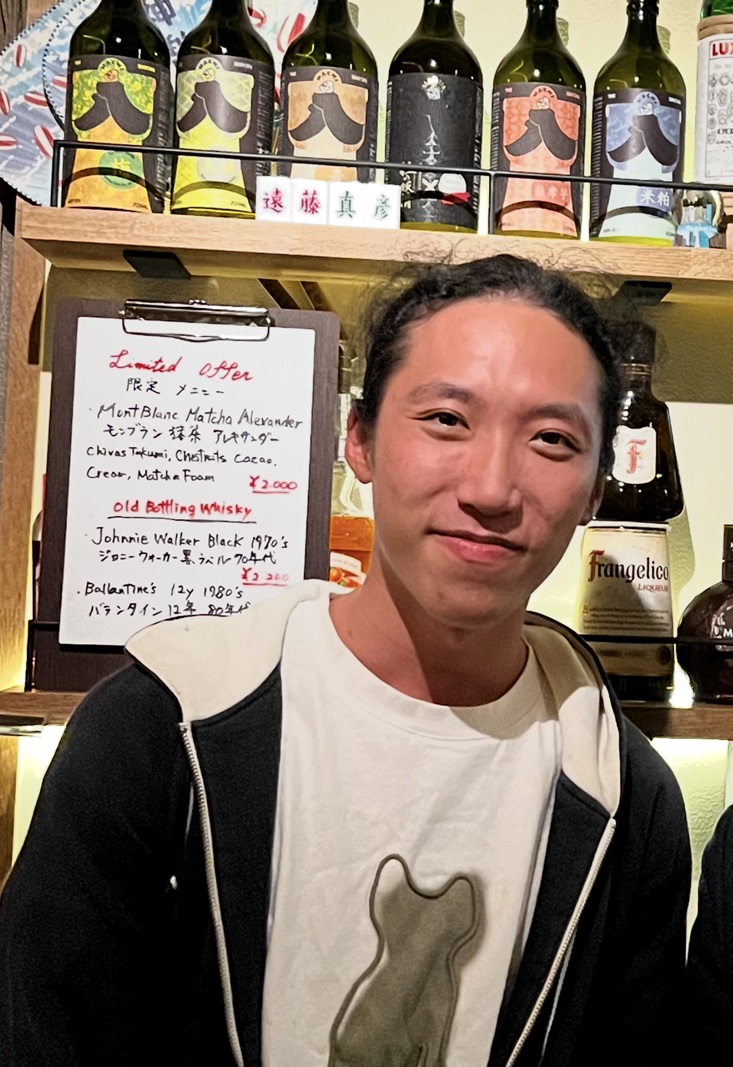 遠藤真彦
米粕
LUX
Limited Offer
限定 メニュー
・MontBlanc Matcha Alexander
モンブラン 抹茶 アレキサンダー
Chivas Takumi, Chestnuts Cacao,
Cream, Matcha Foam
¥2.000
Old Bottling Whisky
・Johnnie Walker Black 1970's
ジョニーウォーカー黒ラベル 70年代
¥2.200
・Ballantine's 12y 1980's
バランタイン 12年 80年代
F
Frangelico
LIQUEUR
M